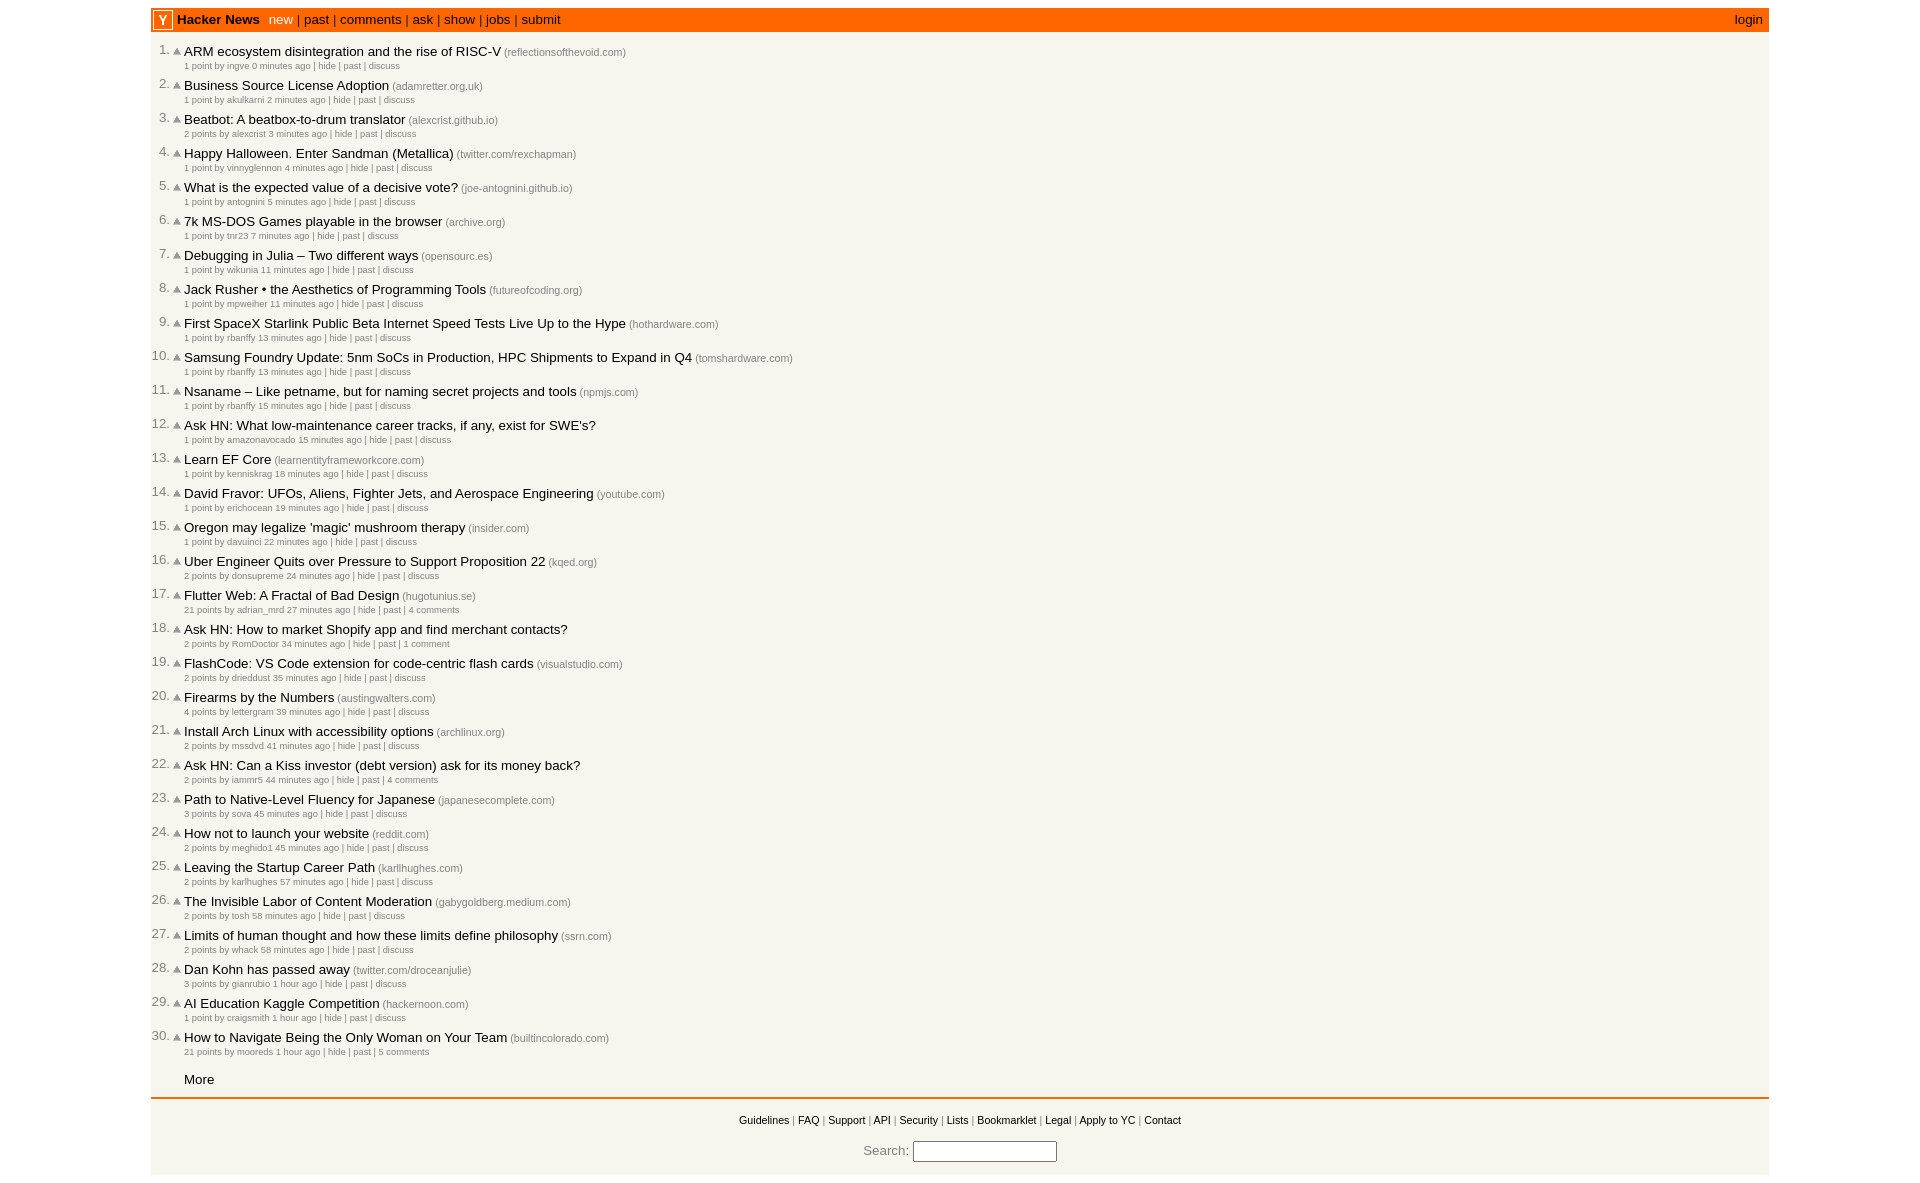 Y Hacker News new | past | comments | ask | show | jobs | submit login
1. ARM ecosystem disintegration and the rise of RISC-V (reflectionsofthevoid.com)
1 point by ingve 0 minutes ago | hide | past | discuss
2. Business Source License Adoption (adamretter.org.uk)
1 point by akulkarni 2 minutes ago | hide | past | discuss
3. Beatbot: A beatbox-to-drum translator (alexcrist.github.io)
2 points by alexcrist 3 minutes ago | hide | past | discuss
4. Happy Halloween. Enter Sandman (Metallica) (twitter.com/rexchapman)
1 point by vinnyglennon 4 minutes ago | hide | past | discuss
5. What is the expected value of a decisive vote? (joe-antognini.github.io)
1 point by antognini 5 minutes ago | hide | past | discuss
6. 7k MS-DOS Games playable in the browser (archive.org)
1 point by tnr23 7 minutes ago | hide | past | discuss
7. Debugging in Julia – Two different ways (opensourc.es)
1 point by wikunia 11 minutes ago | hide | past | discuss
8. Jack Rusher • the Aesthetics of Programming Tools (futureofcoding.org)
1 point by mpweiher 11 minutes ago | hide | past | discuss
9. First SpaceX Starlink Public Beta Internet Speed Tests Live Up to the Hype (hothardware.com)
1 point by rbanffy 13 minutes ago | hide | past | discuss
10. Samsung Foundry Update: 5nm SoCs in Production, HPC Shipments to Expand in Q4 (tomshardware.com)
1 point by rbanffy 13 minutes ago | hide | past | discuss
11. Nsaname – Like petname, but for naming secret projects and tools (npmjs.com)
1 point by rbanffy 15 minutes ago | hide | past | discuss
12. Ask HN: What low-maintenance career tracks, if any, exist for SWE's?
1 point by amazonavocado 15 minutes ago | hide | past | discuss
13. Learn EF Core (learnentityframeworkcore.com)
1 point by kenniskrag 18 minutes ago | hide | past | discuss
14. David Fravor: UFOs, Aliens, Fighter Jets, and Aerospace Engineering (youtube.com)
1 point by erichocean 19 minutes ago | hide | past | discuss
15. Oregon may legalize 'magic' mushroom therapy (insider.com)
1 point by davuinci 22 minutes ago | hide | past | discuss
16. Uber Engineer Quits over Pressure to Support Proposition 22 (kqed.org)
2 points by donsupreme 24 minutes ago | hide | past | discuss
17. Flutter Web: A Fractal of Bad Design (hugotunius.se)
21 points by adrian_mrd 27 minutes ago | hide | past | 4 comments
18. Ask HN: How to market Shopify app and find merchant contacts?
2 points by RomDoctor 34 minutes ago | hide | past | 1 comment
19. FlashCode: VS Code extension for code-centric flash cards (visualstudio.com)
2 points by drieddust 35 minutes ago | hide | past | discuss
20. Firearms by the Numbers (austingwalters.com)
4 points by lettergram 39 minutes ago | hide | past | discuss
21. Install Arch Linux with accessibility options (archlinux.org)
2 points by mssdvd 41 minutes ago | hide | past | discuss
22. Ask HN: Can a Kiss investor (debt version) ask for its money back?
2 points by iammr5 44 minutes ago | hide | past | 4 comments
23. Path to Native-Level Fluency for Japanese (japanesecomplete.com)
3 points by sova 45 minutes ago | hide | past | discuss
24. How not to launch your website (reddit.com)
2 points by meghido1 45 minutes ago | hide | past | discuss
25. Leaving the Startup Career Path (karllhughes.com)
2 points by karlhughes 57 minutes ago | hide | past | discuss
26. The Invisible Labor of Content Moderation (gabygoldberg.medium.com)
2 points by tosh 58 minutes ago | hide | past | discuss
27. Limits of human thought and how these limits define philosophy (ssrn.com)
2 points by whack 58 minutes ago | hide | past | discuss
28. Dan Kohn has passed away (twitter.com/droceanjulie)
3 points by gianrubio 1 hour ago | hide | past | discuss
29. AI Education Kaggle Competition (hackernoon.com)
1 point by craigsmith 1 hour ago | hide | past | discuss
30. How to Navigate Being the Only Woman on Your Team (builtincolorado.com)
21 points by mooreds 1 hour ago | hide | past | 5 comments
More
Guidelines | FAQ | Support | API | Security | Lists | Bookmarklet | Legal | Apply to YC | Contact
Search: